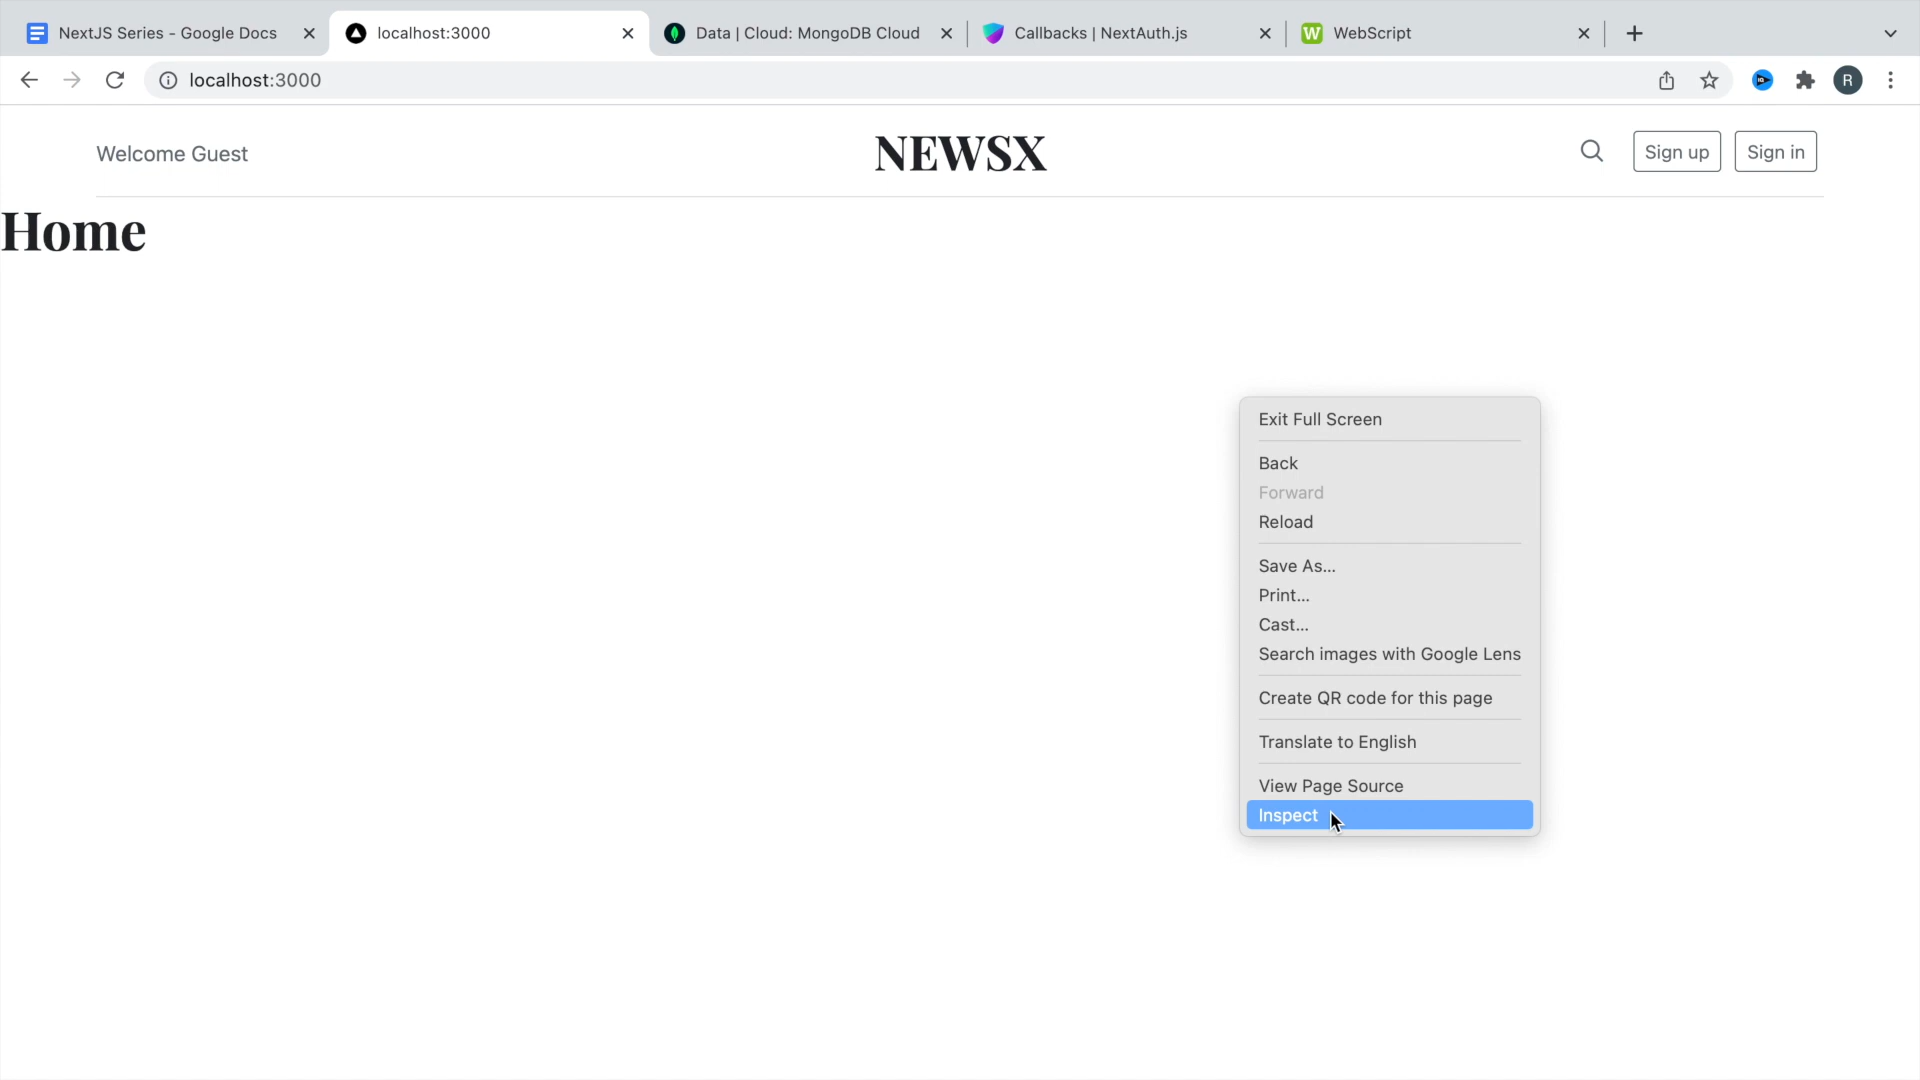 NextJS Series - Google Docs
localhost:3000
Data | Cloud: MongoDB Cloud
Callbacks | NextAuth.js
W WebScript
localhost:3000
R
Welcome Guest
NEWSX
Sign up
Sign in
Home
Exit Full Screen
Back
Forward
Reload
Save As...
Print...
Cast...
Search images with Google Lens
Create QR code for this page
Translate to English
View Page Source
Inspect